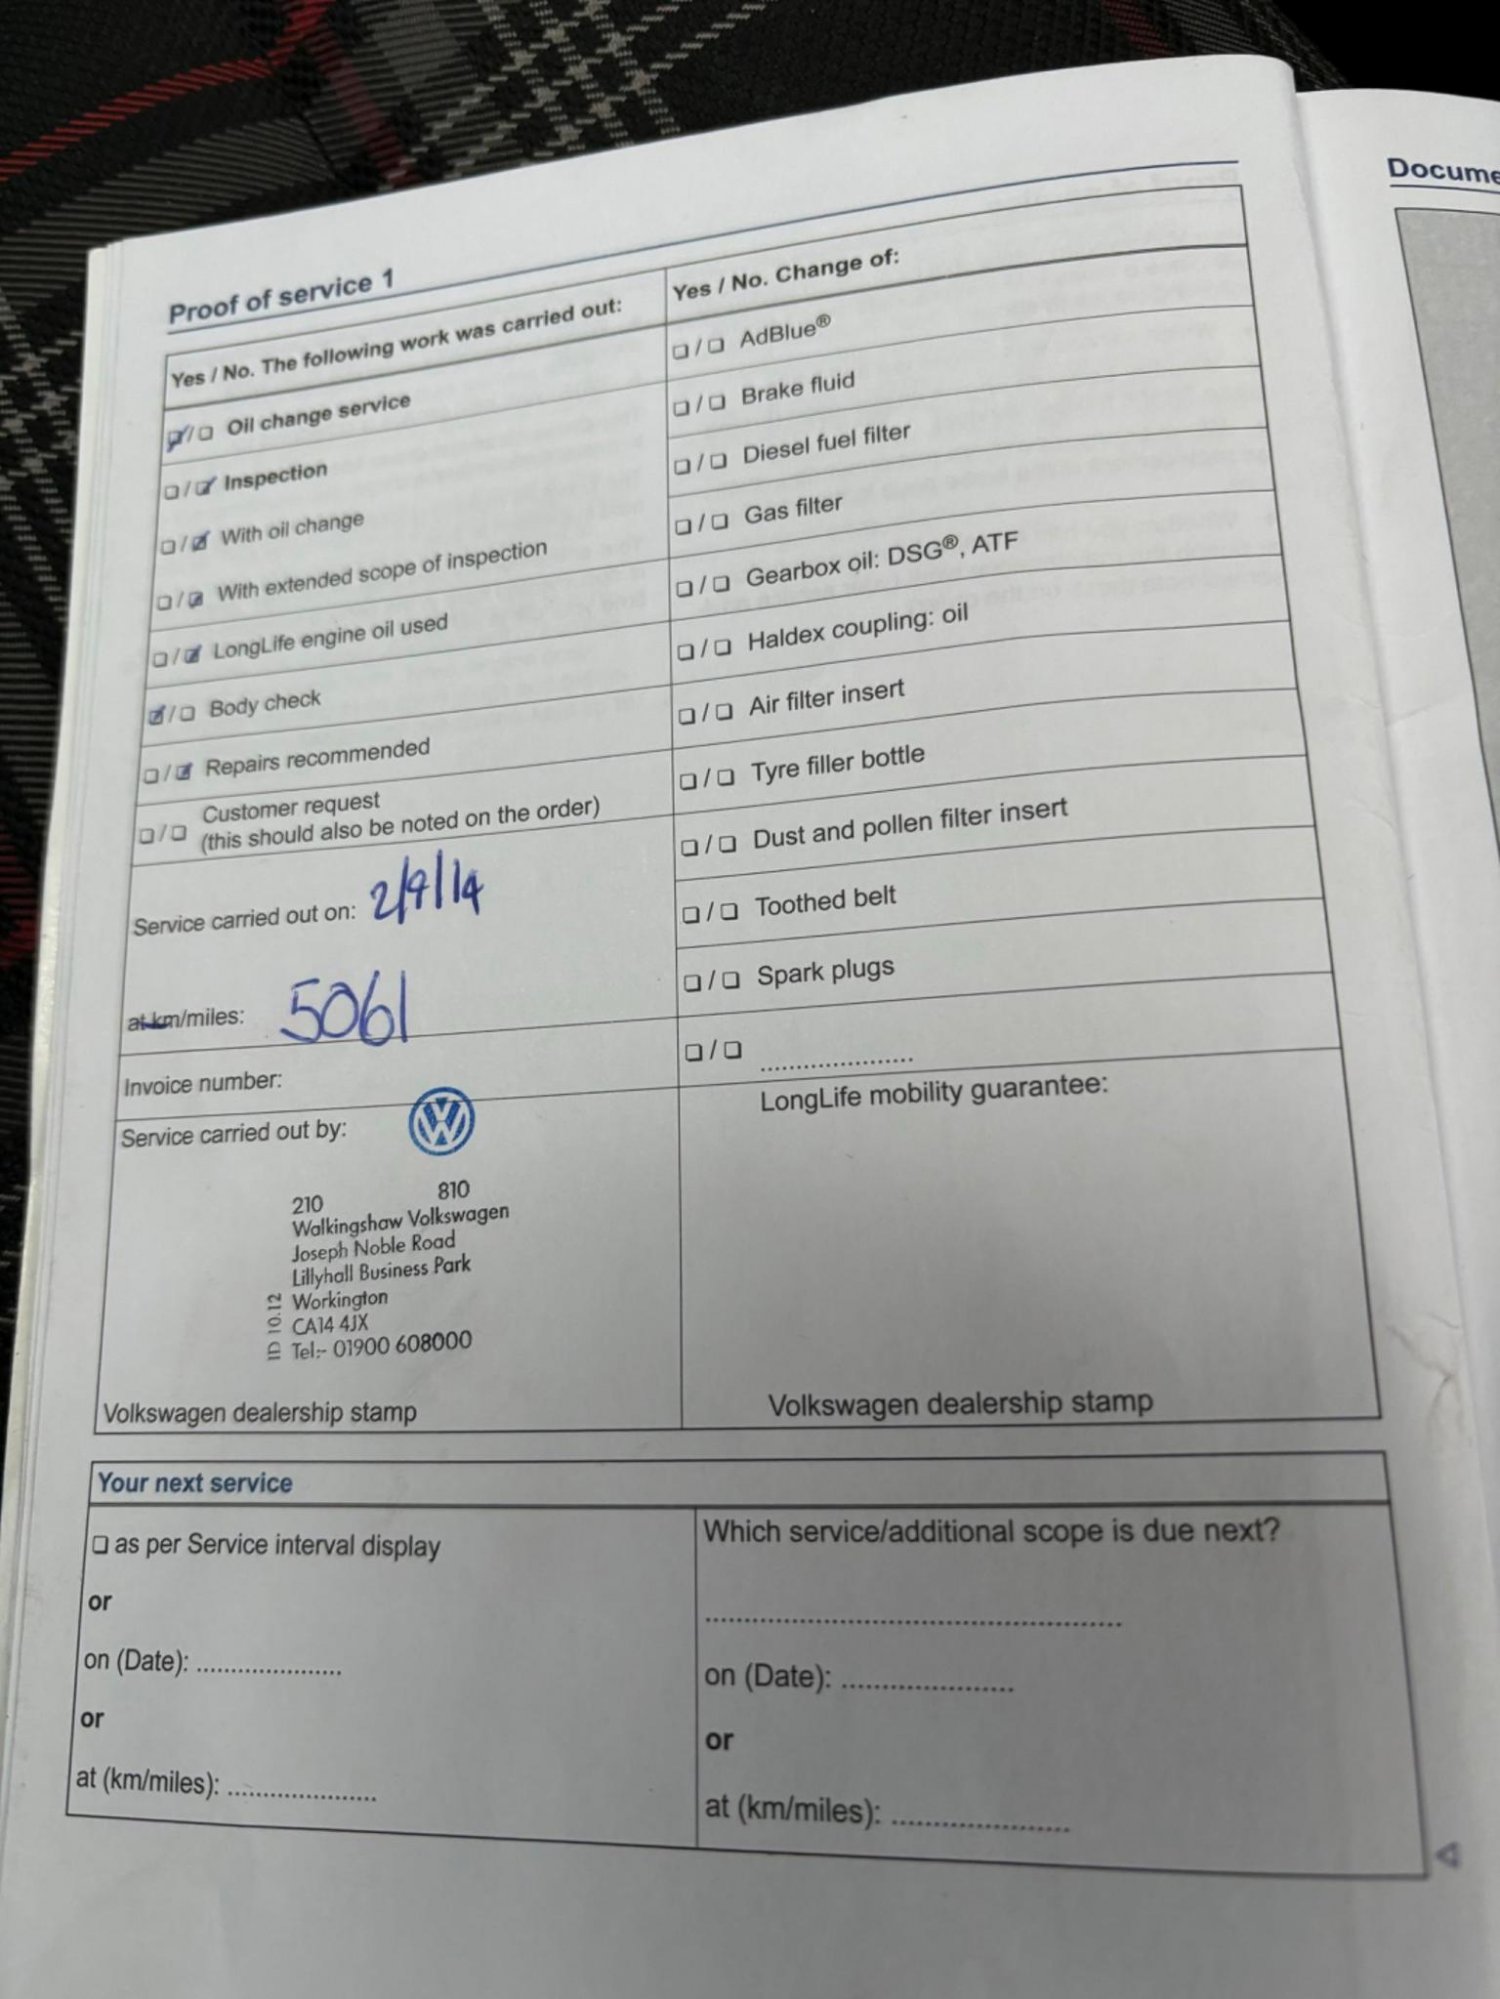 Docume
Proof of service 1
Yes / No. The following work was carried out:
☑/☐ Oil change service
☐/☑ Inspection
☐/☑ With oil change
☐/☑ With extended scope of inspection
☐/☑ LongLife engine oil used
☑/☐ Body check
☐/☑ Repairs recommended
☐/☐ Customer request
(this should also be noted on the order)
Service carried out on: 2/9/14
at km/miles: 5061
Invoice number:
Service carried out by:
VW
210 810
Walkingshaw Volkswagen
Joseph Noble Road
Lillyhall Business Park
Workington
CA14 4JX
Tel:- 01900 608000
ID 10.12
Volkswagen dealership stamp
Yes / No. Change of:
☐/☐ AdBlue®
☐/☐ Brake fluid
☐/☐ Diesel fuel filter
☐/☐ Gas filter
☐/☐ Gearbox oil: DSG®, ATF
☐/☐ Haldex coupling: oil
☐/☐ Air filter insert
☐/☐ Tyre filler bottle
☐/☐ Dust and pollen filter insert
☐/☐ Toothed belt
☐/☐ Spark plugs
☐/☐ ....................
LongLife mobility guarantee:
Volkswagen dealership stamp
Your next service
☐ as per Service interval display
or
on (Date): ....................
or
at (km/miles): ....................
Which service/additional scope is due next?
......................................................
on (Date): ......................
or
at (km/miles): ......................